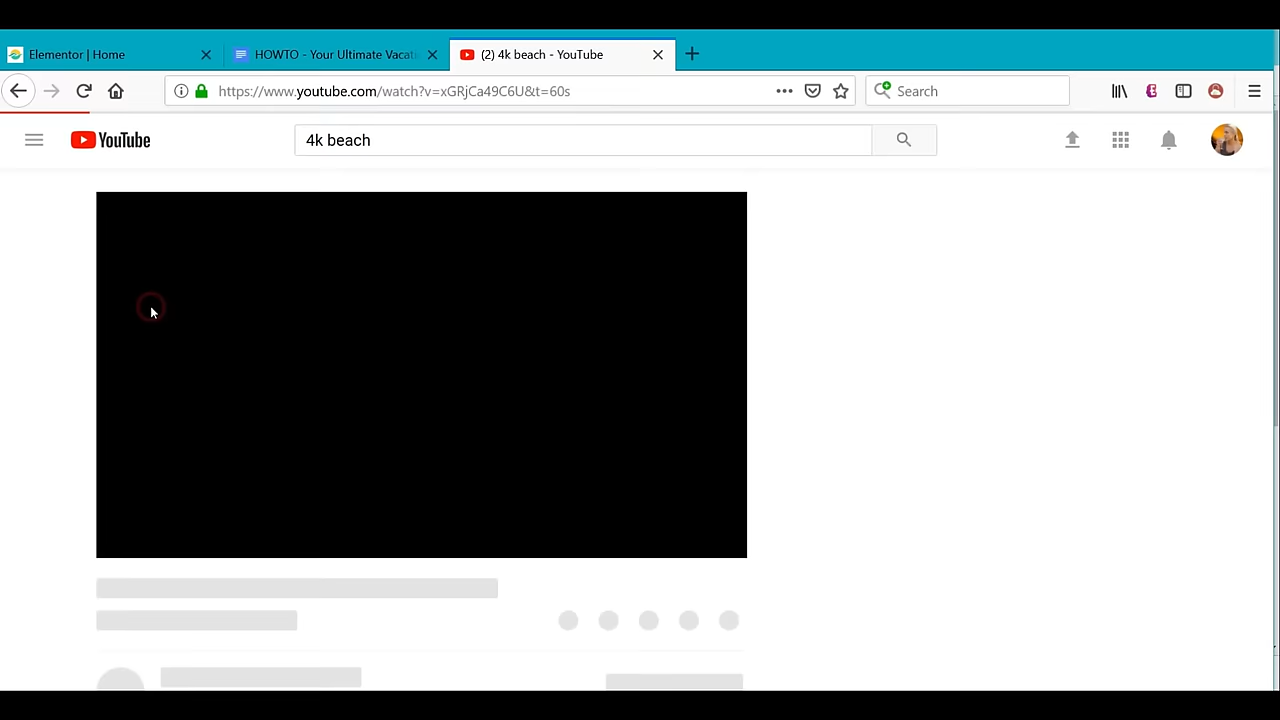 Elementor | Home
HOWTO - Your Ultimate Vacati
(2) 4k beach - YouTube
https://www.youtube.com/watch?v=xGRjCa49C6U&t=60s
Search
YouTube
4k beach